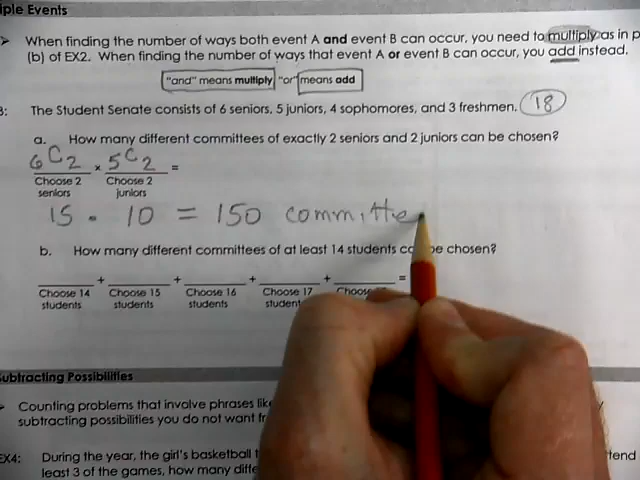 iple Events
When finding the number of ways both event A and event B can occur, you need to multiply as in p
(b) of EX2. When finding the number of ways that event A or event B can occur, you add instead.
"and" means multiply "or" means add
3: The Student Senate consists of 6 seniors, 5 juniors, 4 sophomores, and 3 freshmen. 18
a. How many different committees of exactly 2 seniors and 2 juniors can be chosen?
6C2 × 5C2 =
Choose 2 Choose 2
seniors juniors
15 · 10 = 150 committe
b. How many different committees of at least 14 students be chosen?
+ + + + =
Choose 14 Choose 15 Choose 16 Choose 17 Choose
students students students student
Subtracting Possibilities
Counting problems that involve phrases like
subtracting possibilities you do not want fr
EX4: During the year, the girl's basketball t tend
least 3 of the games, how many diffe